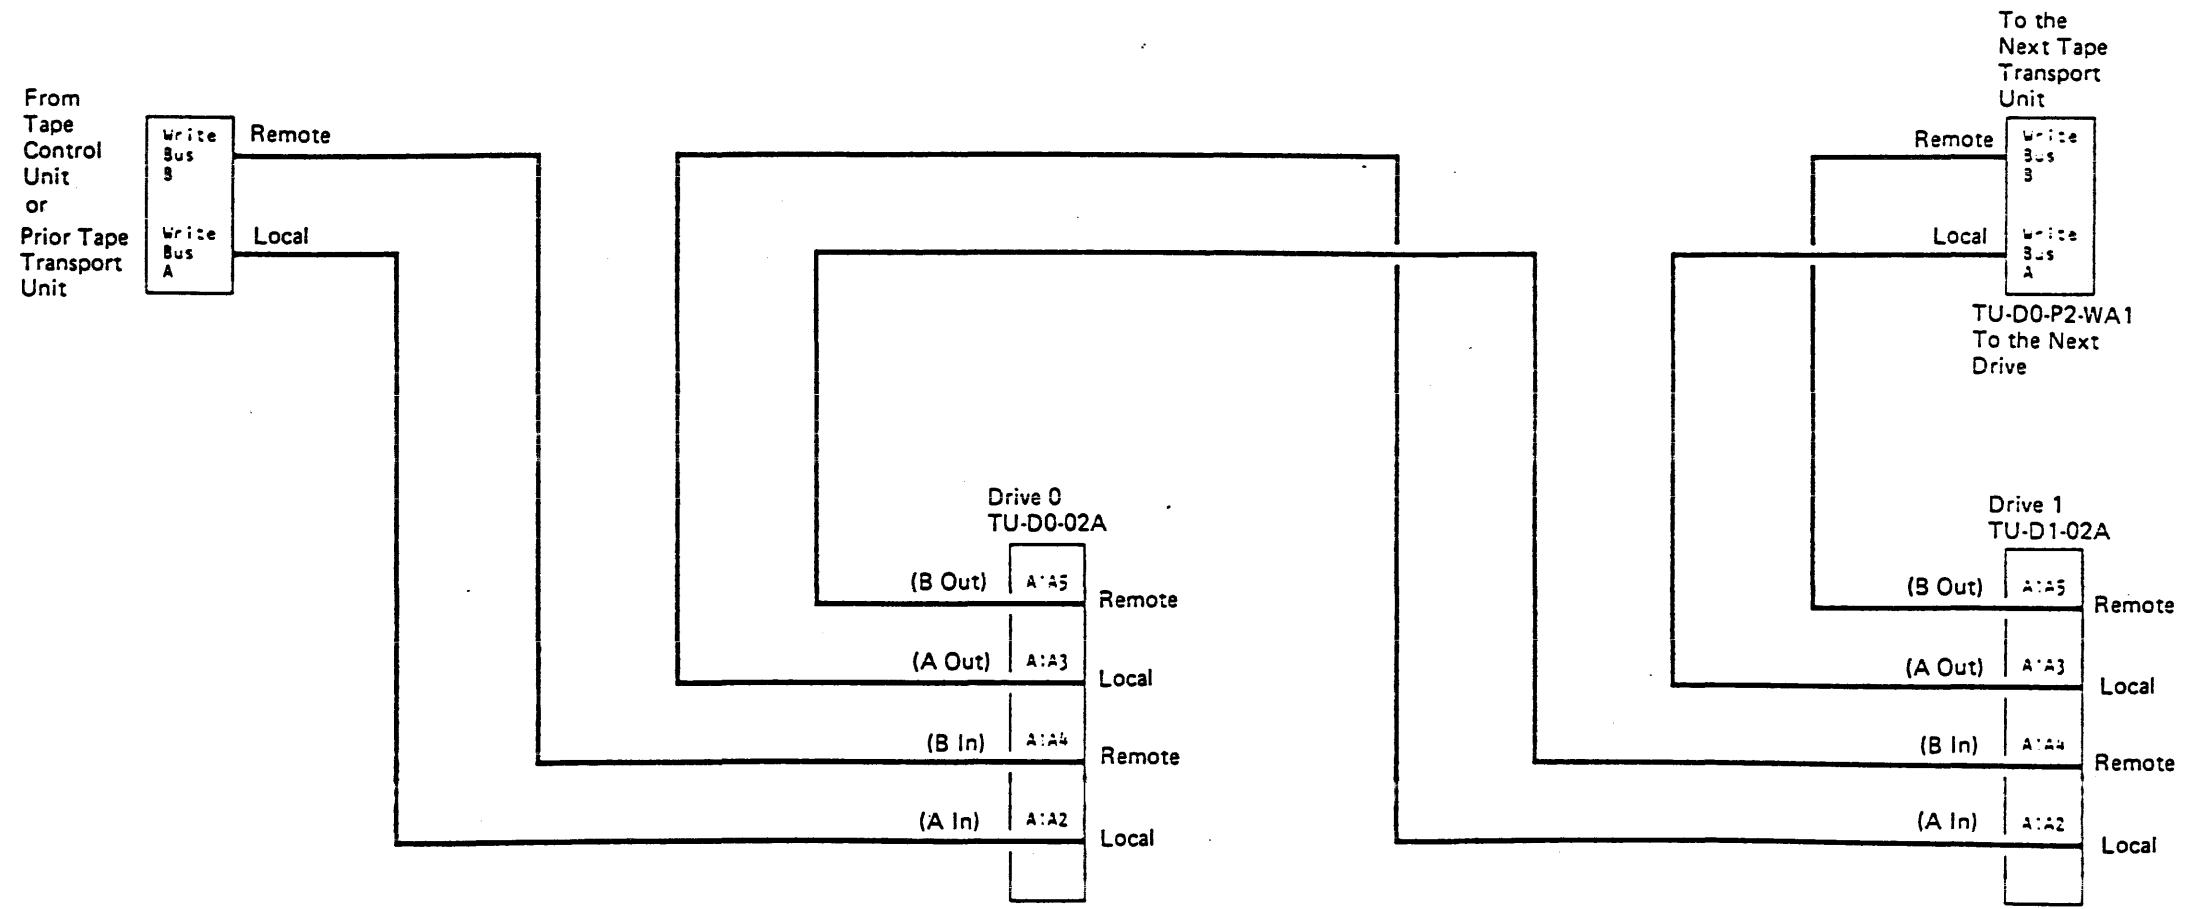 From
Tape
Control
Unit
or
Prior Tape
Transport
Unit
Write
Bus
B
Write
Bus
A
Remote
Local
To the
Next Tape
Transport
Unit
Remote
Local
Write
Bus
B
Write
Bus
A
TU-D0-P2-WA1
To the Next
Drive
Drive 0
TU-D0-02A
(B Out) A1A5 Remote
(A Out) A1A3 Local
(B In) A1A4 Remote
(A In) A1A2 Local
Drive 1
TU-D1-02A
(B Out) A1A5 Remote
(A Out) A1A3 Local
(B In) A1A4 Remote
(A In) A1A2 Local